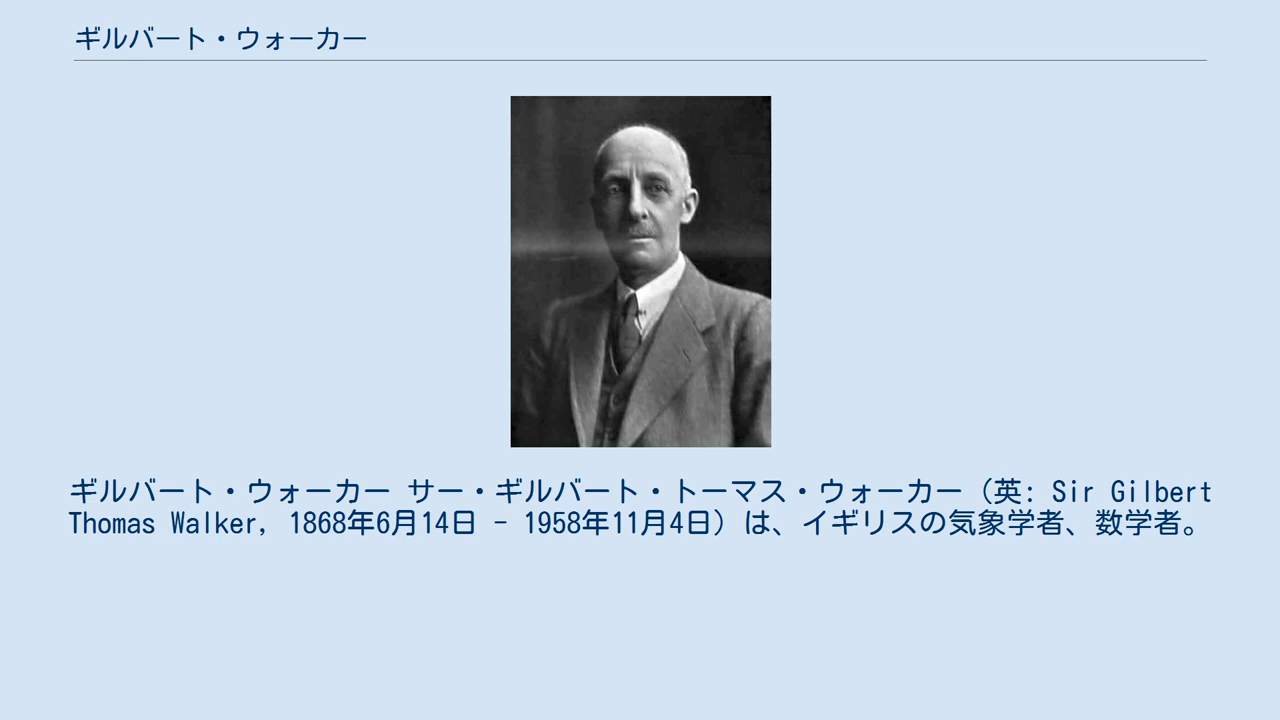 ギルバート・ウォーカー
ギルバート・ウォーカー サー・ギルバート・トーマス・ウォーカー（英: Sir Gilbert
Thomas Walker, 1868年6月14日 - 1958年11月4日）は、イギリスの気象学者、数学者。